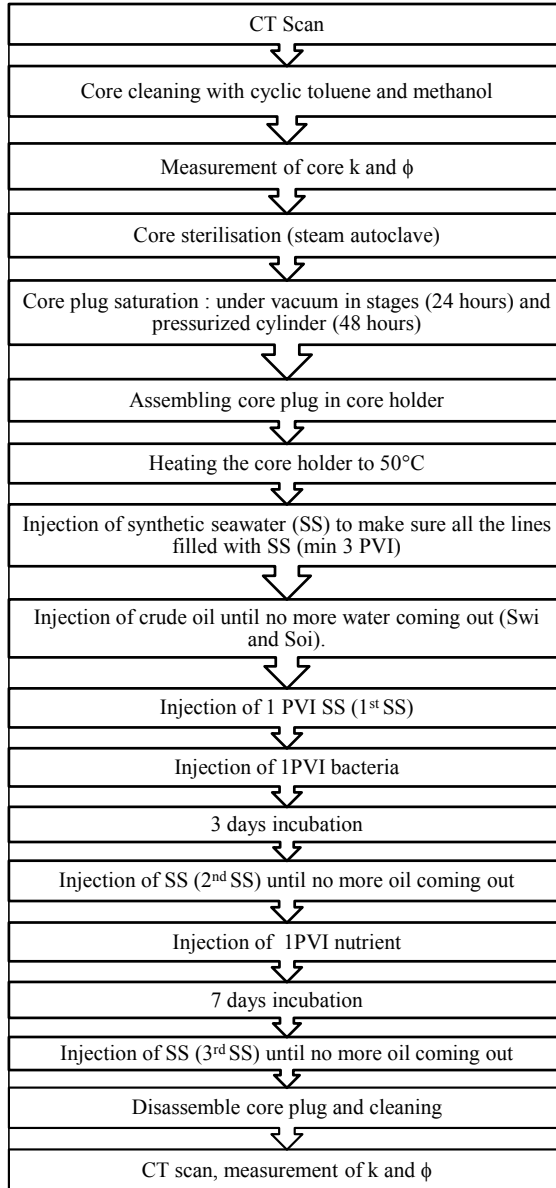 CT Scan
Core cleaning with cyclic toluene and methanol
Measurement of core k and ϕ
Core sterilisation (steam autoclave)
Core plug saturation : under vacuum in stages (24 hours) and
pressurized cylinder (48 hours)
Assembling core plug in core holder
Heating the core holder to 50°C
Injection of synthetic seawater (SS) to make sure all the lines
filled with SS (min 3 PVI)
Injection of crude oil until no more water coming out (Swi
and Soi).
Injection of 1 PVI SS (1st SS)
Injection of 1PVI bacteria
3 days incubation
Injection of SS (2nd SS) until no more oil coming out
Injection of 1PVI nutrient
7 days incubation
Injection of SS (3rd SS) until no more oil coming out
Disassemble core plug and cleaning
CT scan, measurement of k and ϕ